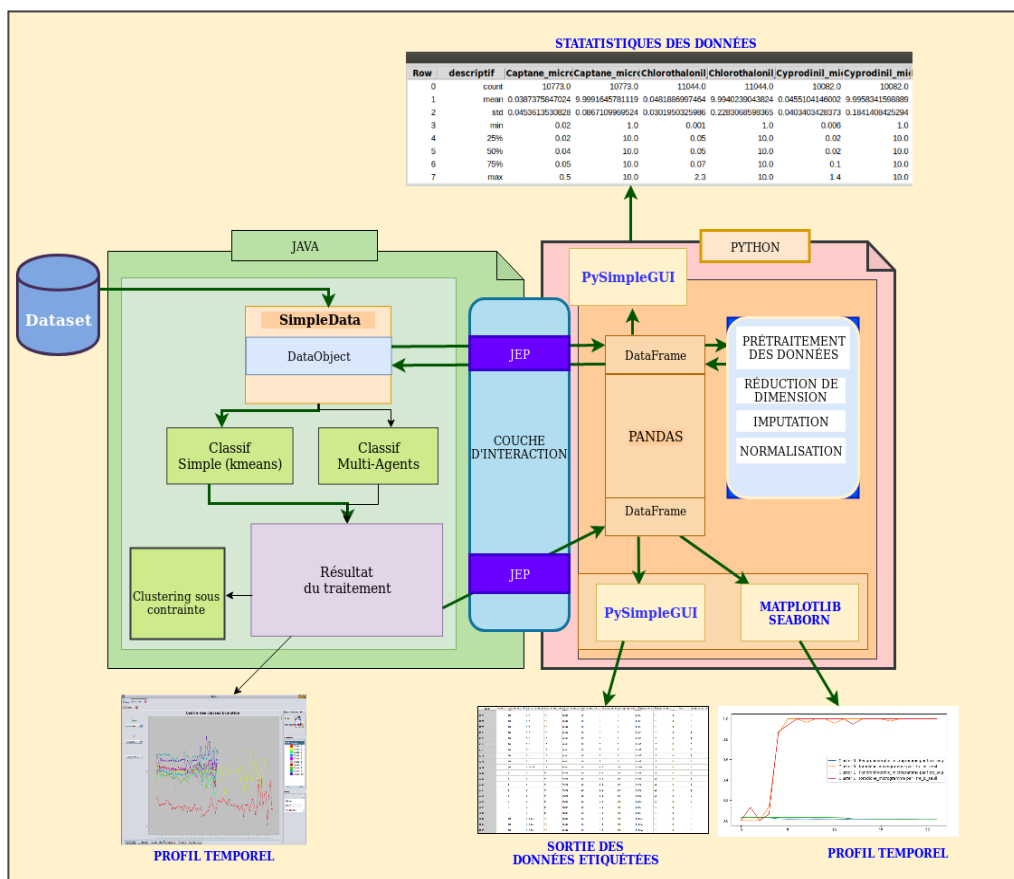 STATATISTIQUES DES DONNÉES
Row descriptif Captane_micro Captane_micro Chlorothalonil Chlorothalonil Cyprodinil_mi Cyprodinil_mi
0 count 10773.0 10773.0 11044.0 11044.0 10082.0 10082.0
1 mean 0.0387375847024 9.9991645781119 0.0481886997464 9.9940239043824 0.0455104146002 9.9958341598889
2 std 0.0453613530828 0.0867109969524 0.0301950325986 0.2283068598365 0.0403403428373 0.1841408425294
3 min 0.02 1.0 0.001 1.0 0.006 1.0
4 25% 0.02 10.0 0.05 10.0 0.02 10.0
5 50% 0.04 10.0 0.05 10.0 0.02 10.0
6 75% 0.05 10.0 0.07 10.0 0.1 10.0
7 max 0.5 10.0 2.3 10.0 1.4 10.0
JAVA
PYTHON
Dataset
SimpleData
DataObject
Classif
Simple (kmeans)
Classif
Multi-Agents
Résultat
du traitement
Clustering sous
contrainte
JEP
COUCHE
D'INTERACTION
JEP
PySimpleGUI
DataFrame
PANDAS
DataFrame
PRÉTRAITEMENT
DES DONNÉES
RÉDUCTION DE
DIMENSION
IMPUTATION
NORMALISATION
PySimpleGUI
MATPLOTLIB
SEABORN
PROFIL TEMPOREL
SORTIE DES
DONNÉES ETIQUÉTÉES
PROFIL TEMPOREL